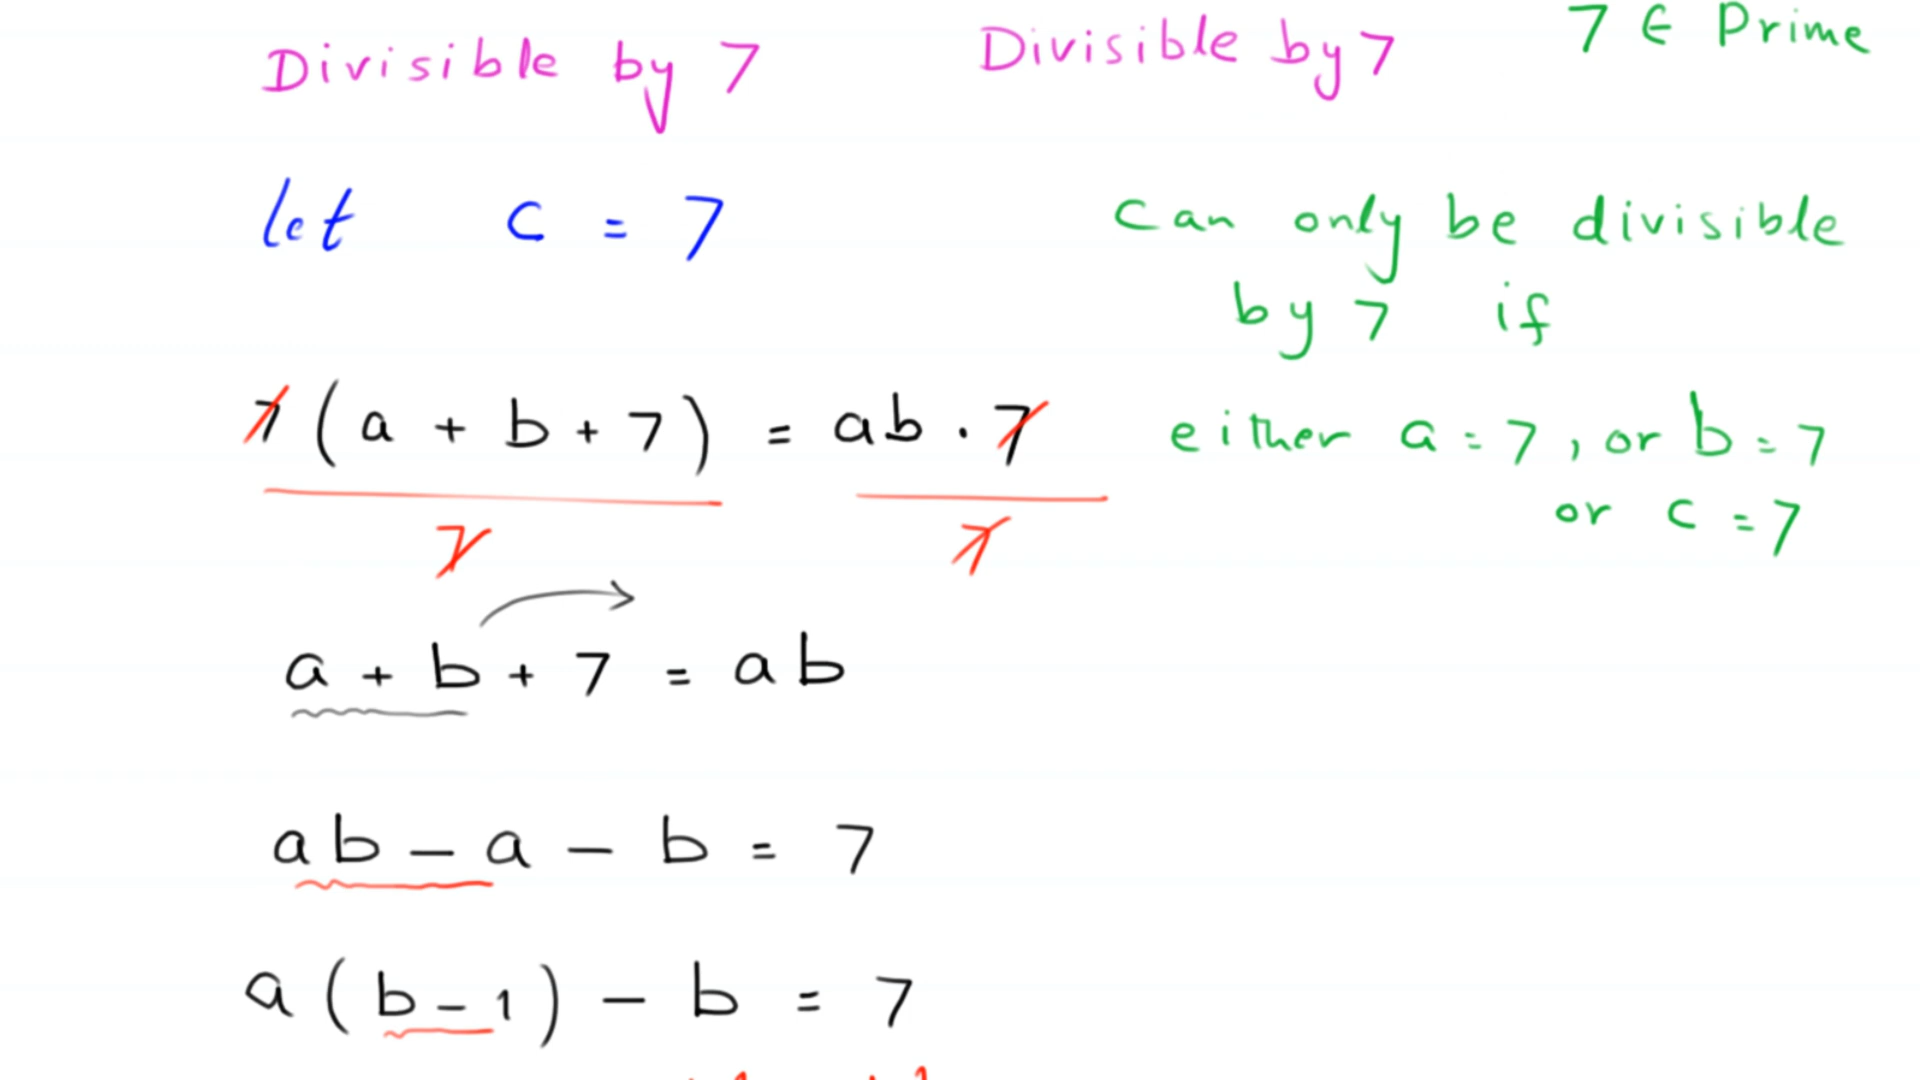 Divisible by 7 Divisible by 7 7 ∈ Prime
let c = 7 can only be divisible
by 7 if
7 (a + b + 7) = ab . 7 either a = 7 , or b = 7
7 7 or c = 7
a + b + 7 = ab
ab - a - b = 7
a (b - 1) - b = 7